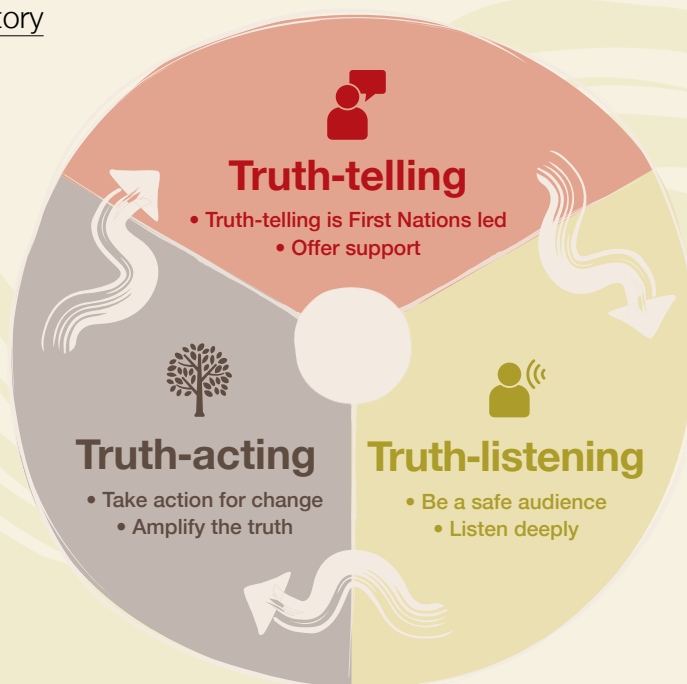 Truth-telling
• Truth-telling is First Nations led
• Offer support
Truth-acting
• Take action for change
• Amplify the truth
Truth-listening
• Be a safe audience
• Listen deeply